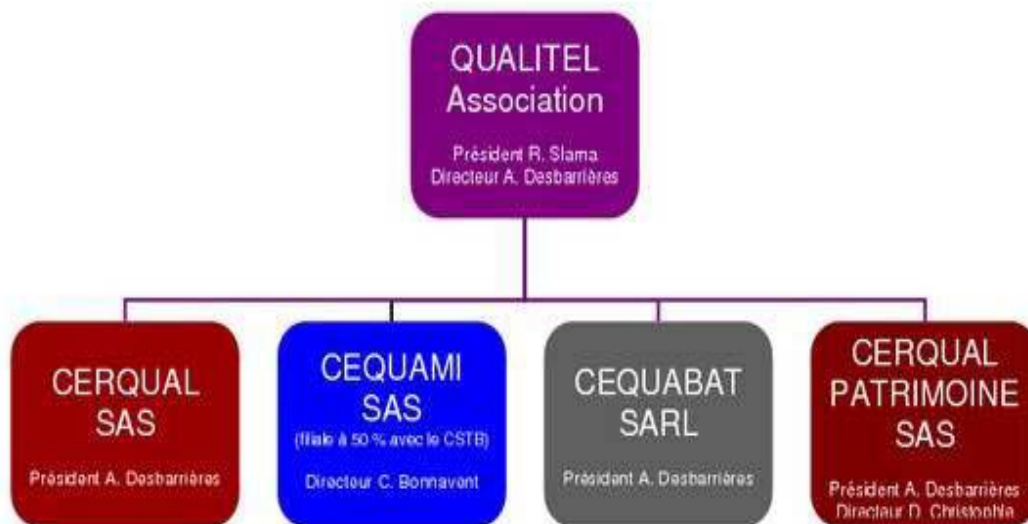 QUALITEL
Association
Président R. Slama
Directeur A. Desbarrières
CERQUAL
SAS
Président A. Desbarrières
CEQUAMI
SAS
(filiale à 50 % avec le CSTB)
Directeur C. Bonnavent
CEQUABAT
SARL
Président A. Desbarrières
CERQUAL
PATRIMOINE
SAS
Président A. Desbarrières
Directeur D. Christophle